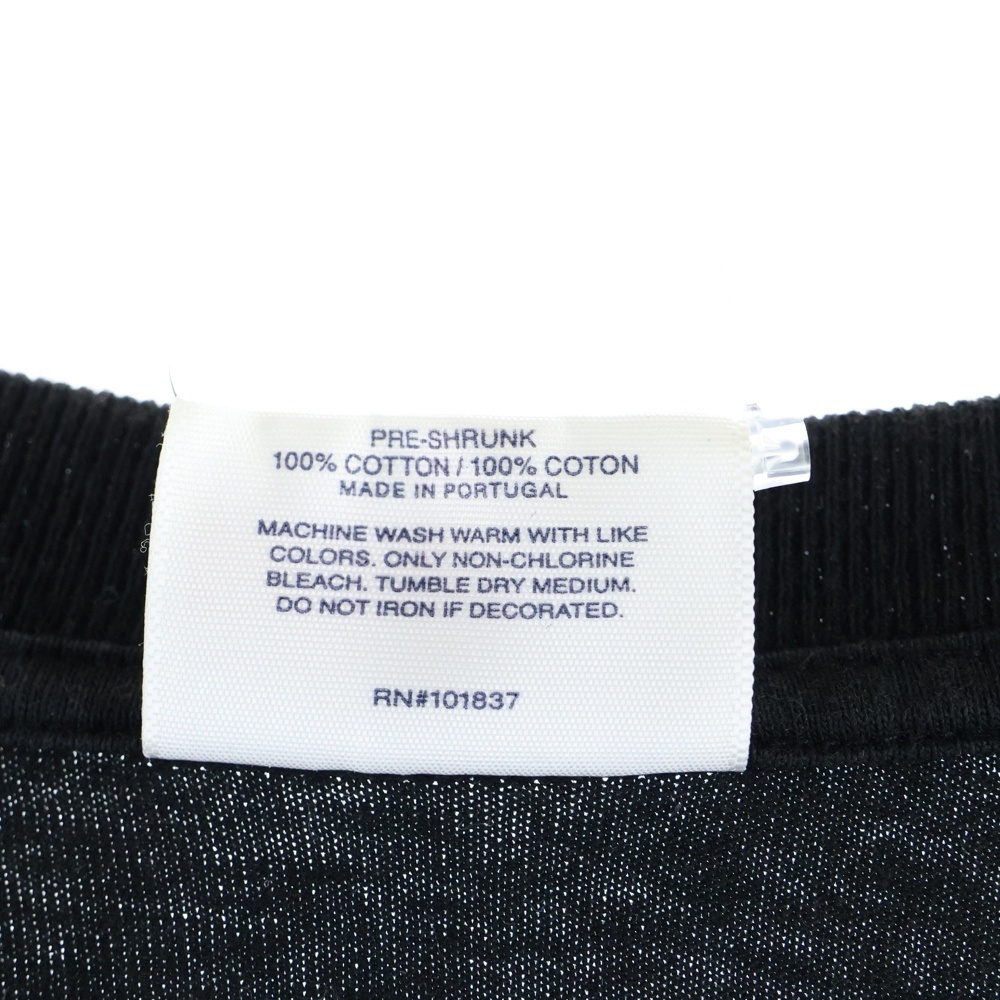 PRE-SHRUNK
100% COTTON / 100% COTON
MADE IN PORTUGAL
MACHINE WASH WARM WITH LIKE
COLORS. ONLY NON-CHLORINE
BLEACH. TUMBLE DRY MEDIUM.
DO NOT IRON IF DECORATED.
RN#101837